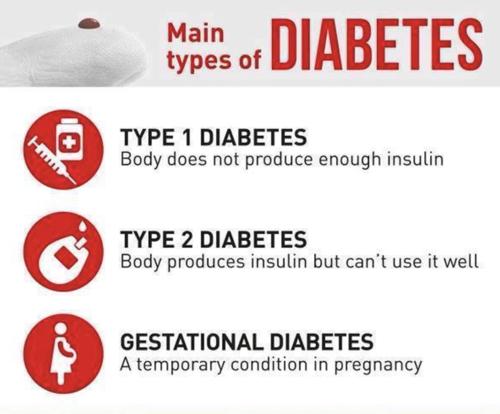 Main
types of DIABETES
TYPE 1 DIABETES
Body does not produce enough insulin
TYPE 2 DIABETES
Body produces insulin but can't use it well
GESTATIONAL DIABETES
A temporary condition in pregnancy